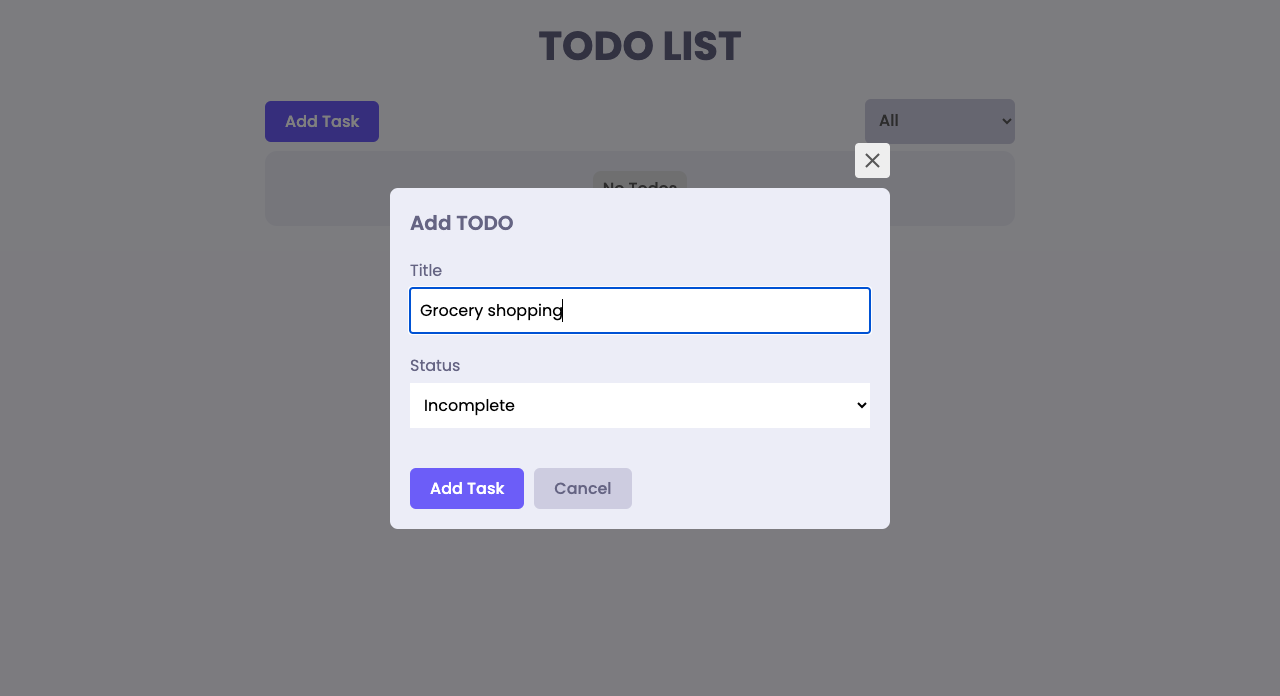 TODO LIST
Add Task
All
No Todos
Add TODO
Title
Grocery shopping
Status
Incomplete
Add Task
Cancel